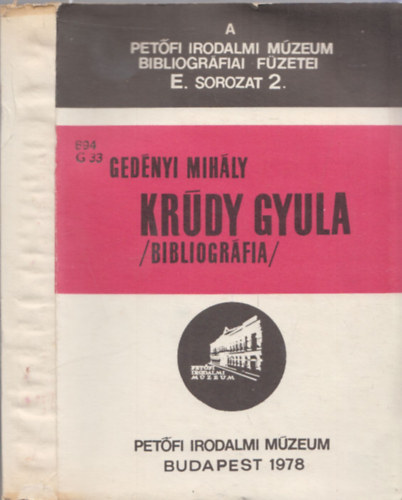 A
PETŐFI IRODALMI MÚZEUM
BIBLIOGRÁFIAI FÜZETEI
E. SOROZAT 2.
894
G 33
GEDÉNYI MIHÁLY
KRÚDY GYULA
/BIBLIOGRÁFIA/
PETŐFI
IRODALMI
MÚZEUM
PETŐFI IRODALMI MÚZEUM
BUDAPEST 1978